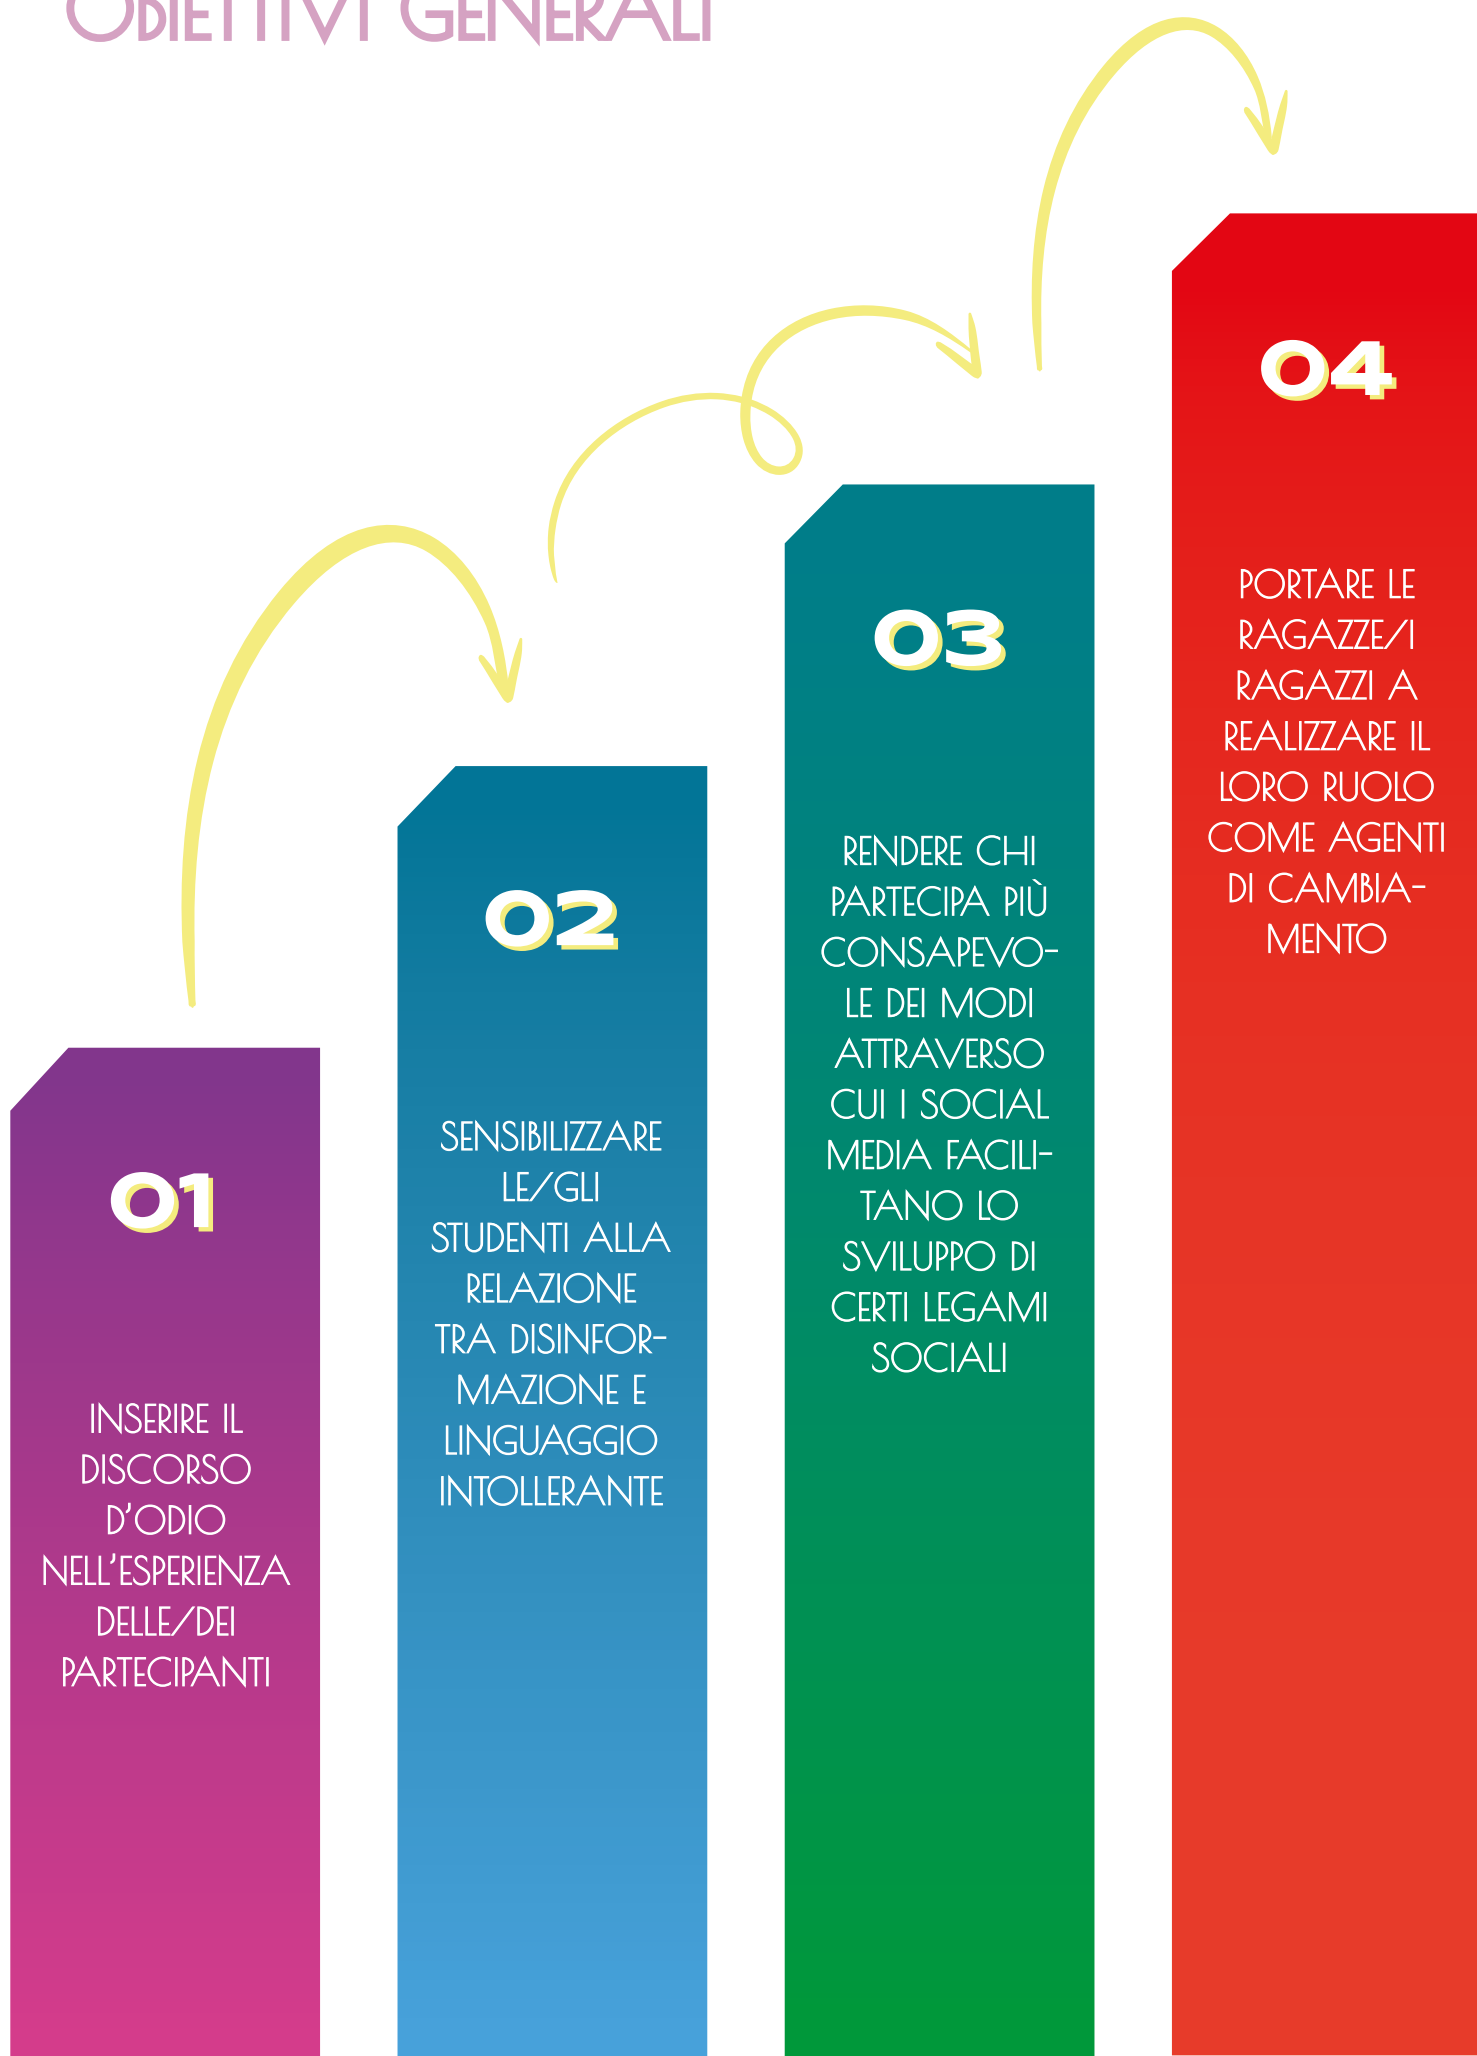 OBIETTIVI GENERALI
01
INSERIRE IL
DISCORSO
D'ODIO
NELL'ESPERIENZA
DELLE/DEI
PARTECIPANTI
02
SENSIBILIZZARE
LE/GLI
STUDENTI ALLA
RELAZIONE
TRA DISINFOR-
MAZIONE E
LINGUAGGIO
INTOLLERANTE
03
RENDERE CHI
PARTECIPA PIÙ
CONSAPEVO-
LE DEI MODI
ATTRAVERSO
CUI I SOCIAL
MEDIA FACILI-
TANO LO
SVILUPPO DI
CERTI LEGAMI
SOCIALI
04
PORTARE LE
RAGAZZE/I
RAGAZZI A
REALIZZARE IL
LORO RUOLO
COME AGENTI
DI CAMBIA-
MENTO